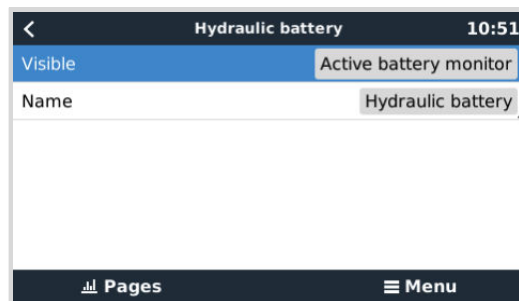 Hydraulic battery 10:51
Visible Active battery monitor
Name Hydraulic battery
Pages Menu